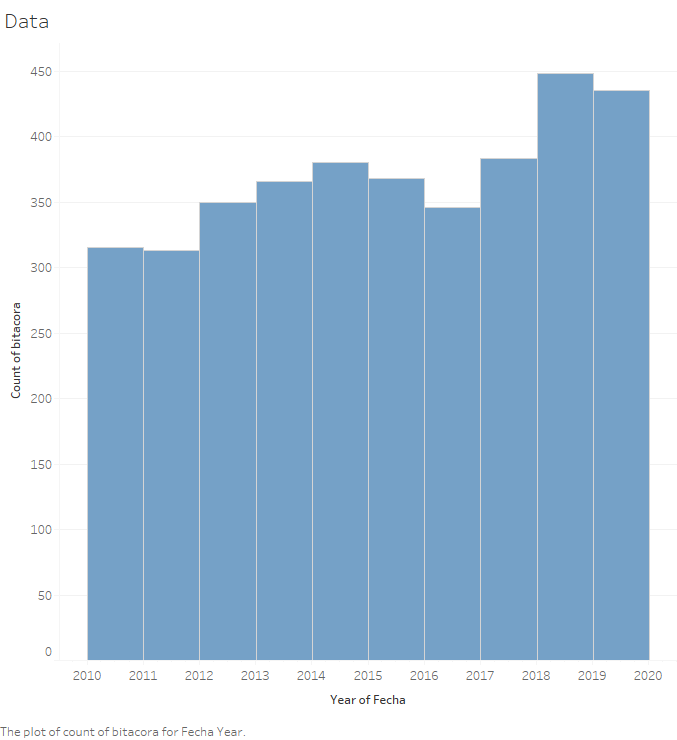 Data
450
400
350
300
250
200
150
100
50
0
Count of bitacora
2010 2011 2012 2013 2014 2015 2016 2017 2018 2019 2020
Year of Fecha
The plot of count of bitacora for Fecha Year.